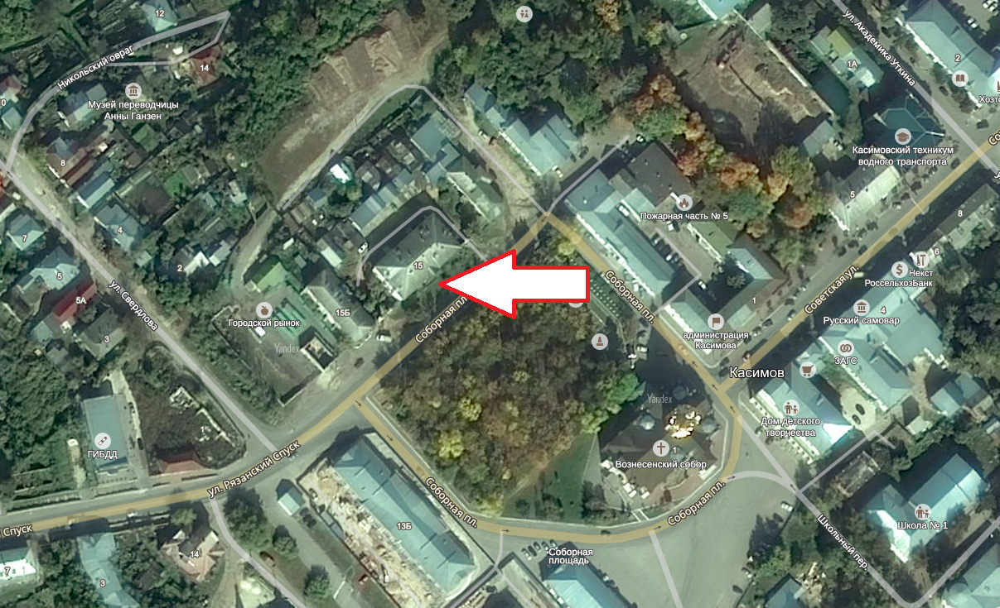 12
ул. Академика Уткина
2
Никольский овраг
14
1А
Хозто
0
Музей переводчицы
Анны Ганзен
Касимовский техникум
водного транспорта
8
5
Пожарная часть № 5
8
4
7
2
15
6
Некст
РоссельхозБанк
5
ул. Свердлова
5А
Соборная пл.
Соборная пл.
Советская ул.
1
4
Русский самовар
3
Городской рынок
15Б
администрация
Касимова
Yandex
ЗАГС
Касимов
Yandex
Дом детского
творчества
1
ГИБДД
1
Вознесенский собор
ул. Рязанский Спуск
Соборная пл.
Соборная пл.
Школа № 1
Спуск
13Б
Школьный пер.
14
Соборная
площадь
7
3